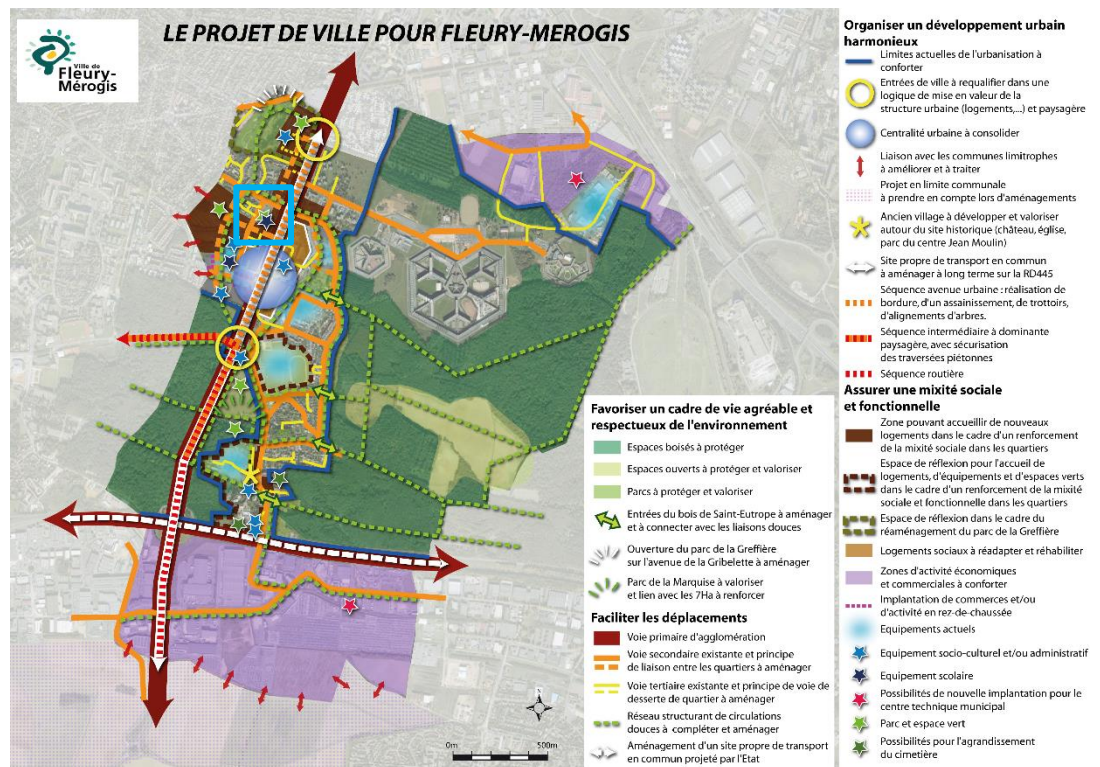 LE PROJET DE VILLE POUR FLEURY-MEROGIS
Ville de
Fleury-
Mérogis
Organiser un développement urbain
harmonieux
Limites actuelles de l'urbanisation à
conforter
Entrées de ville à requalifier dans une
logique de mise en valeur de la
structure urbaine (logements,...) et paysagère
Centralité urbaine à consolider
Liaison avec les communes limitrophes
à améliorer et à traiter
Projet en limite communale
à prendre en compte lors d'aménagements
Ancien village à développer et valoriser
autour du site historique (château, église,
parc du centre Jean Moulin)
Site propre de transport en commun
à aménager à long terme sur la RD445
Séquence avenue urbaine : réalisation de
bordure, d'un assainissement, de trottoirs,
d'alignements d'arbres.
Séquence intermédiaire à dominante
paysagère, avec sécurisation
des traversées piétonnes
Séquence routière
Assurer une mixité sociale
et fonctionnelle
Zone pouvant accueillir de nouveaux
logements dans le cadre d'un renforcement
de la mixité sociale dans les quartiers
Espace de réflexion pour l'accueil de
logements, d'équipements et d'espaces verts
dans le cadre d'un renforcement de la mixité
sociale et fonctionnelle dans les quartiers
Espace de réflexion dans le cadre du
réaménagement du parc de la Greffière
Logements sociaux à réadapter et réhabiliter
Zones d'activité économiques
et commerciales à conforter
Implantation de commerces et/ou
d'activité en rez-de-chaussée
Equipements actuels
Equipement socio-culturel et/ou administratif
Equipement scolaire
Possibilités de nouvelle implantation pour le
centre technique municipal
Parc et espace vert
Possibilités pour l'agrandissement
du cimetière
Favoriser un cadre de vie agréable et
respectueux de l'environnement
Espaces boisés à protéger
Espaces ouverts à protéger et valoriser
Parcs à protéger et valoriser
Entrées du bois de Saint-Eutrope à aménager
et à connecter avec les liaisons douces
Ouverture du parc de la Greffière
sur l'avenue de la Gribelette à aménager
Parc de la Marquise à valoriser
et lien avec les 7Ha à renforcer
Faciliter les déplacements
Voie primaire d'agglomération
Voie secondaire existante et principe
de liaison entre les quartiers à aménager
Voie tertiaire existante et principe de voie de
desserte de quartier à aménager
Réseau structurant de circulations
douces à compléter et aménager
Aménagement d'un site propre de transport
en commun projeté par l'Etat
N
0m 500m